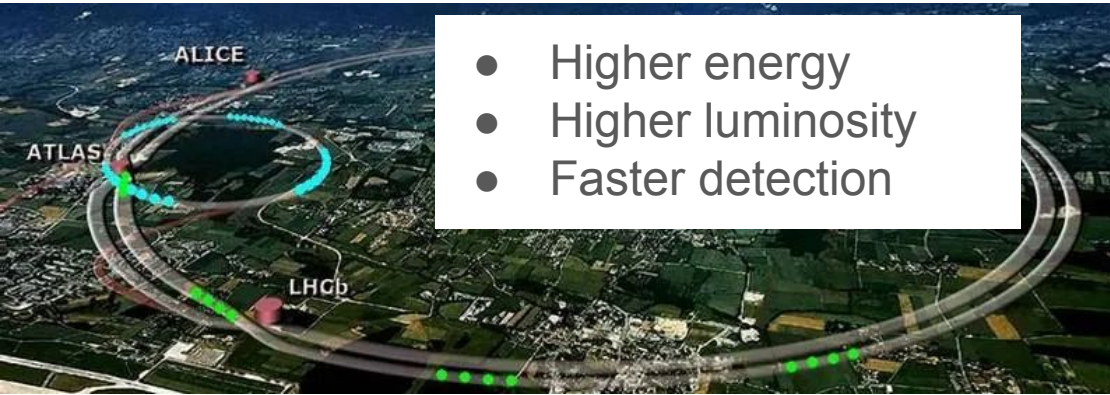 ALICE
ATLAS
LHCb
● Higher energy
● Higher luminosity
● Faster detection